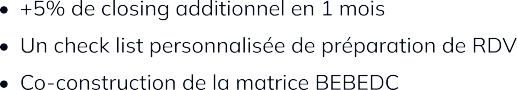 • +5% de closing additionnel en 1 mois
• Un check list personnalisée de préparation de RDV
• Co-construction de la matrice BEBEDC